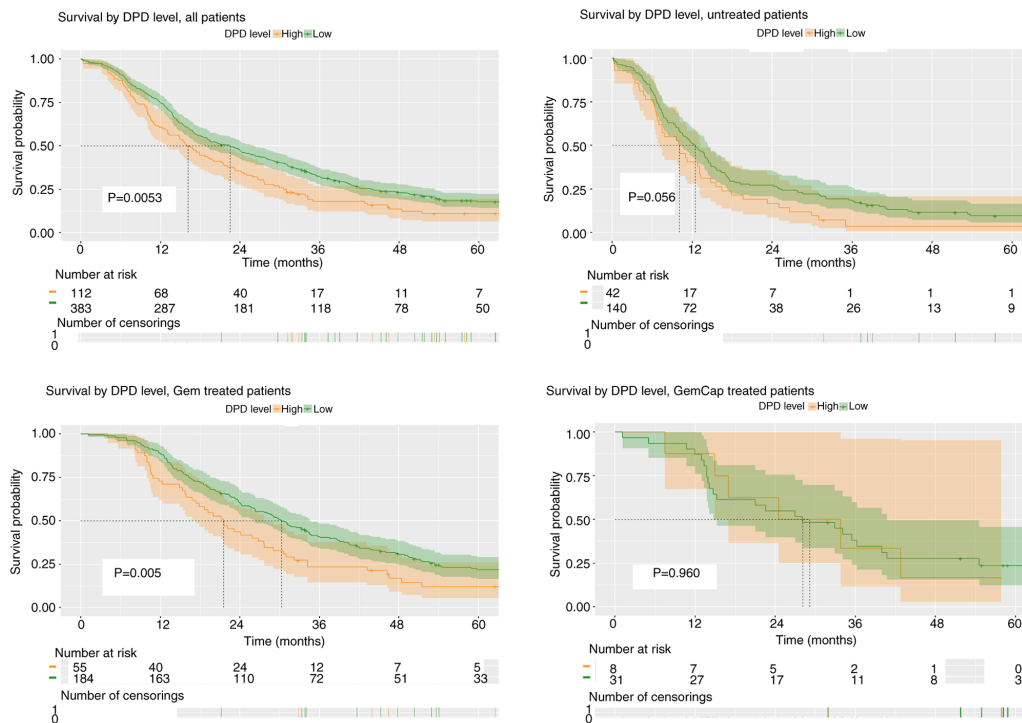 Survival by DPD level, all patients
DPD level High Low
1.00
0.75
0.50
0.25
0.00
Survival probability
P=0.0053
0 12 24 36 48 60
Time (months)
Number at risk
112 68 40 17 11 7
383 287 181 118 78 50
Number of censorings
1
0
Survival by DPD level, untreated patients
DPD level High Low
1.00
0.75
0.50
0.25
0.00
Survival probability
P=0.056
0 12 24 36 48 60
Time (months)
Number at risk
42 17 7 1 1 1
140 72 38 26 13 9
Number of censorings
1
0
Survival by DPD level, Gem treated patients
DPD level High Low
1.00
0.75
0.50
0.25
0.00
Survival probability
P=0.005
0 12 24 36 48 60
Time (months)
Number at risk
55 40 24 12 7 5
184 163 110 72 51 33
Number of censorings
1
0
Survival by DPD level, GemCap treated patients
DPD level High Low
1.00
0.75
0.50
0.25
0.00
Survival probability
P=0.960
0 12 24 36 48 60
Time (months)
Number at risk
8 7 5 2 1 0
31 27 17 11 8 3
Number of censorings
1
0